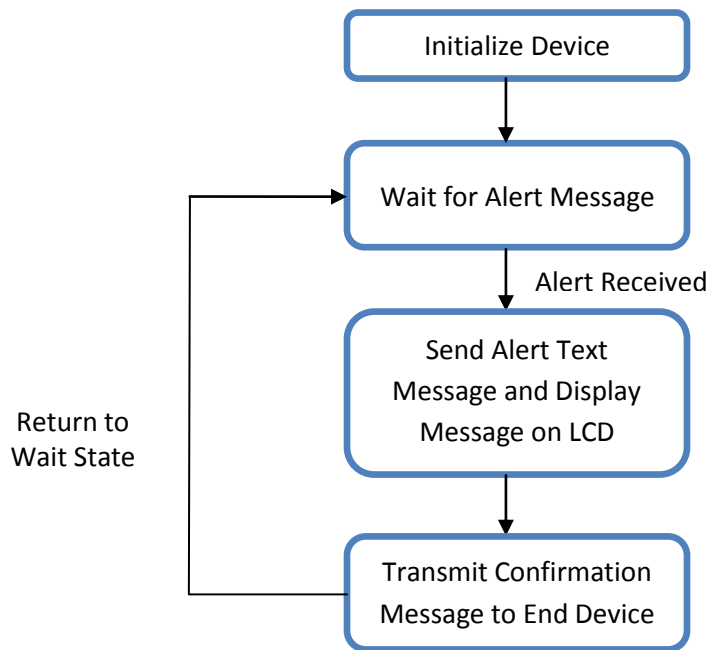 Initialize Device
Wait for Alert Message
Alert Received
Send Alert Text
Message and Display
Message on LCD
Return to
Wait State
Transmit Confirmation
Message to End Device